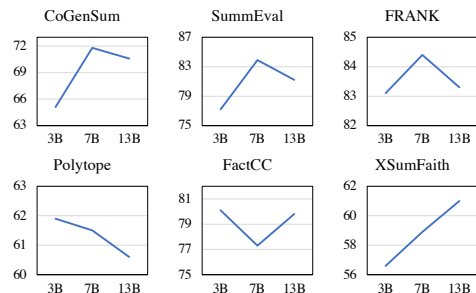 CoGenSum SummEval FRANK
72 87 85
69 83 84
66 79 83
63 75 82
3B 7B 13B 3B 7B 13B 3B 7B 13B
Polytope FactCC XSumFaith
63 81 62
62 79 60
61 77 58
60 75 56
3B 7B 13B 3B 7B 13B 3B 7B 13B